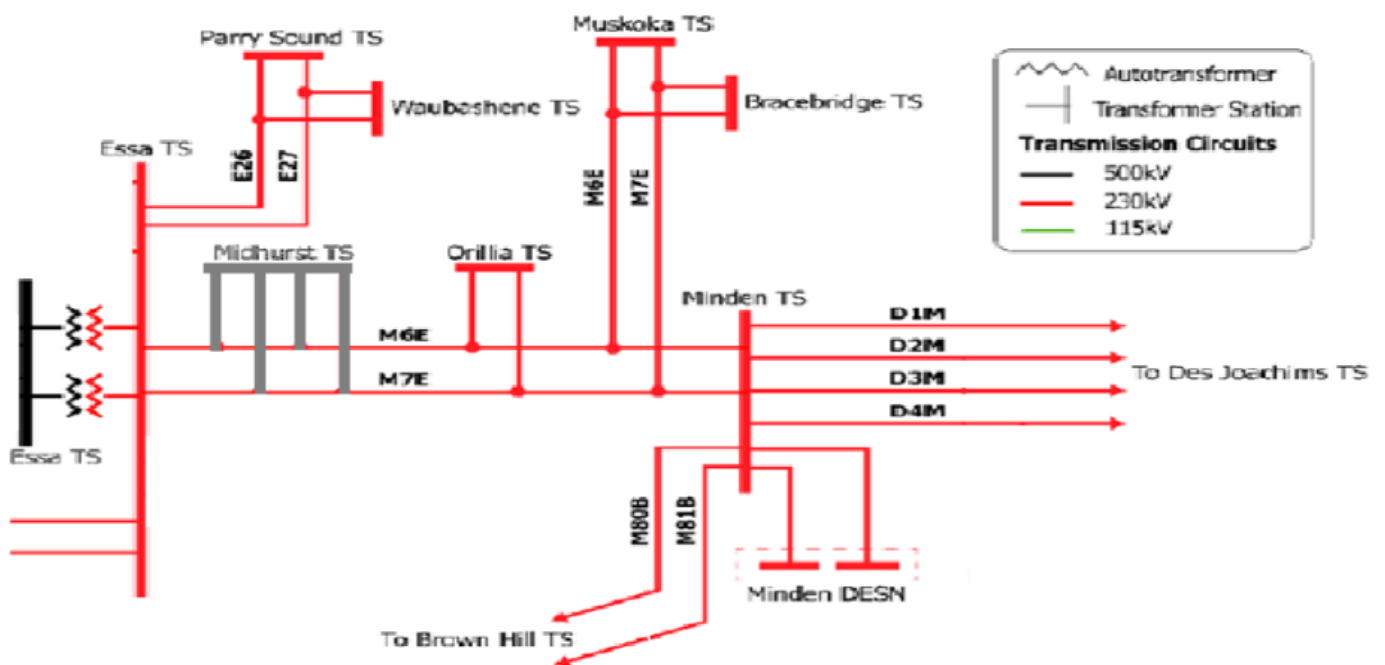 Muskoka TS
Parry Sound TS
Waubashene TS
Bracebridge TS
Autotransformer
Transformer Station
Transmission Circuits
500kV
230kV
115kV
Essa TS
E26
E27
M6E
M7E
Midhurst TS
Orillia TS
Minden TS
M6E
M7E
D1M
D2M
D3M
D4M
To Des Joachims TS
Essa TS
M80B
M81B
Minden DESN
To Brown Hill TS